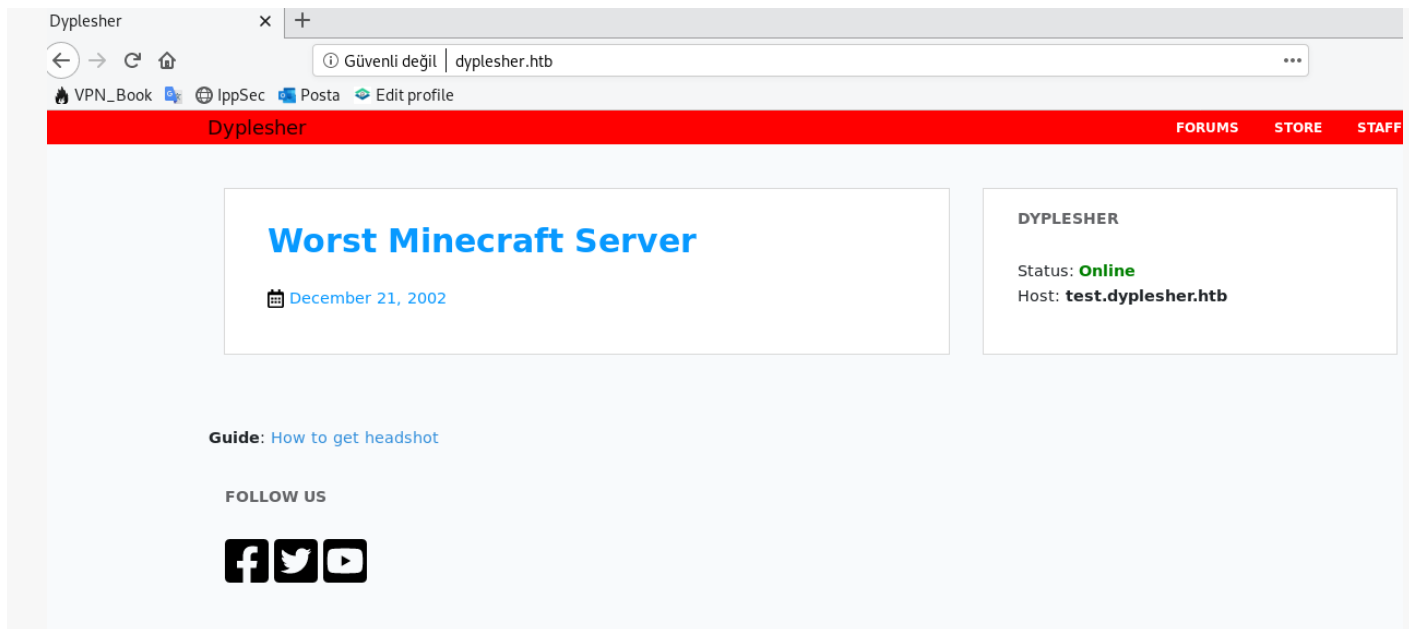 Dyplesher
Güvenli değil dyplesher.htb
VPN_Book IppSec Posta Edit profile
Dyplesher FORUMS STORE STAFF
Worst Minecraft Server
December 21, 2002
DYPLESHER
Status: Online
Host: test.dyplesher.htb
Guide: How to get headshot
FOLLOW US